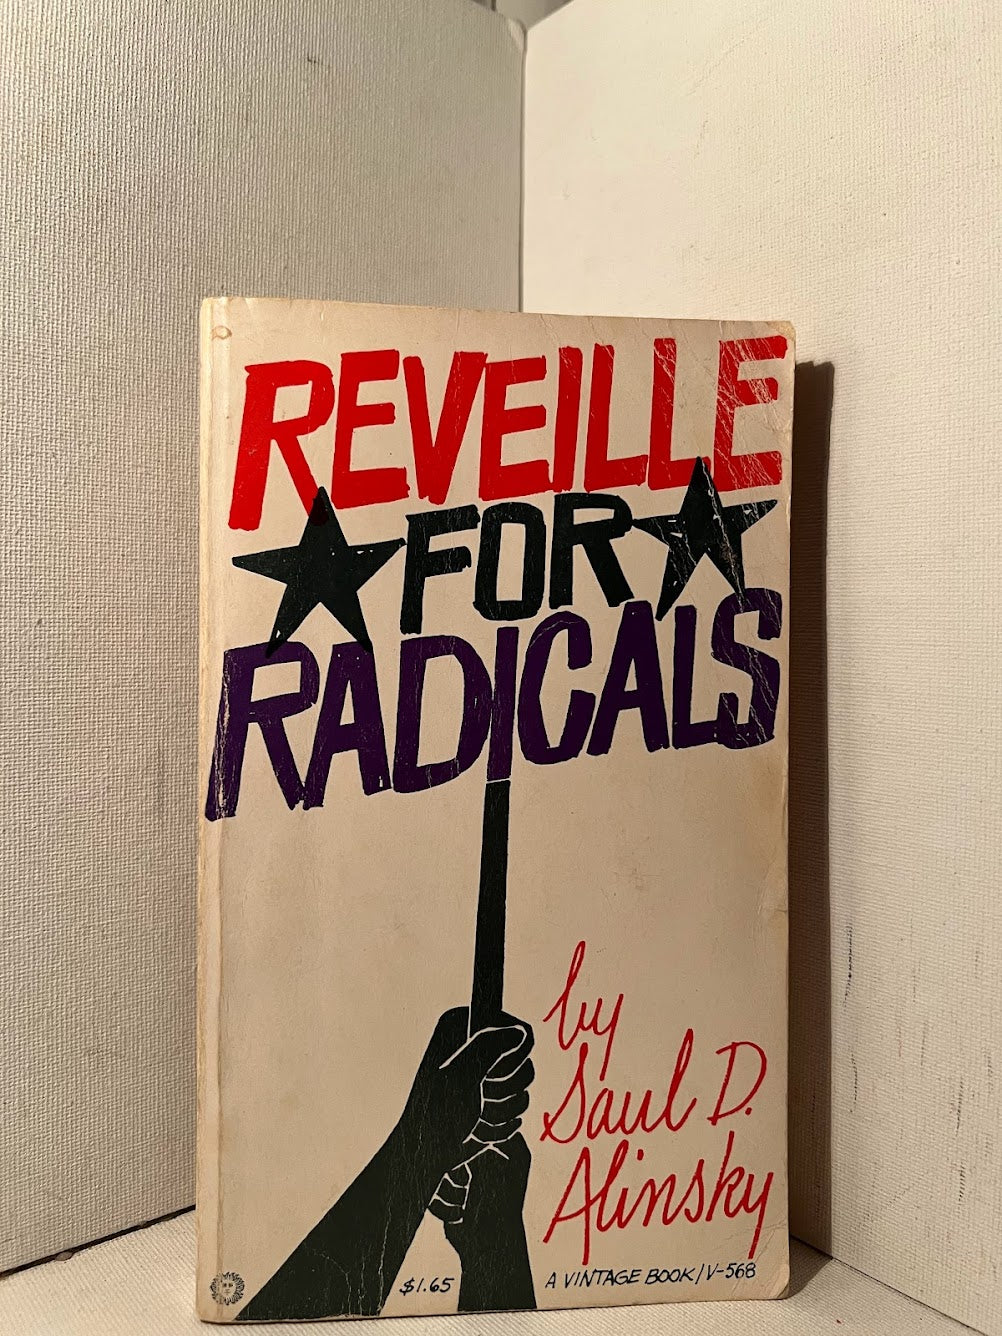 REVEILLE
FOR
RADICALS
by
Saul D.
Alinsky
$1.65
A VINTAGE BOOK/V-568